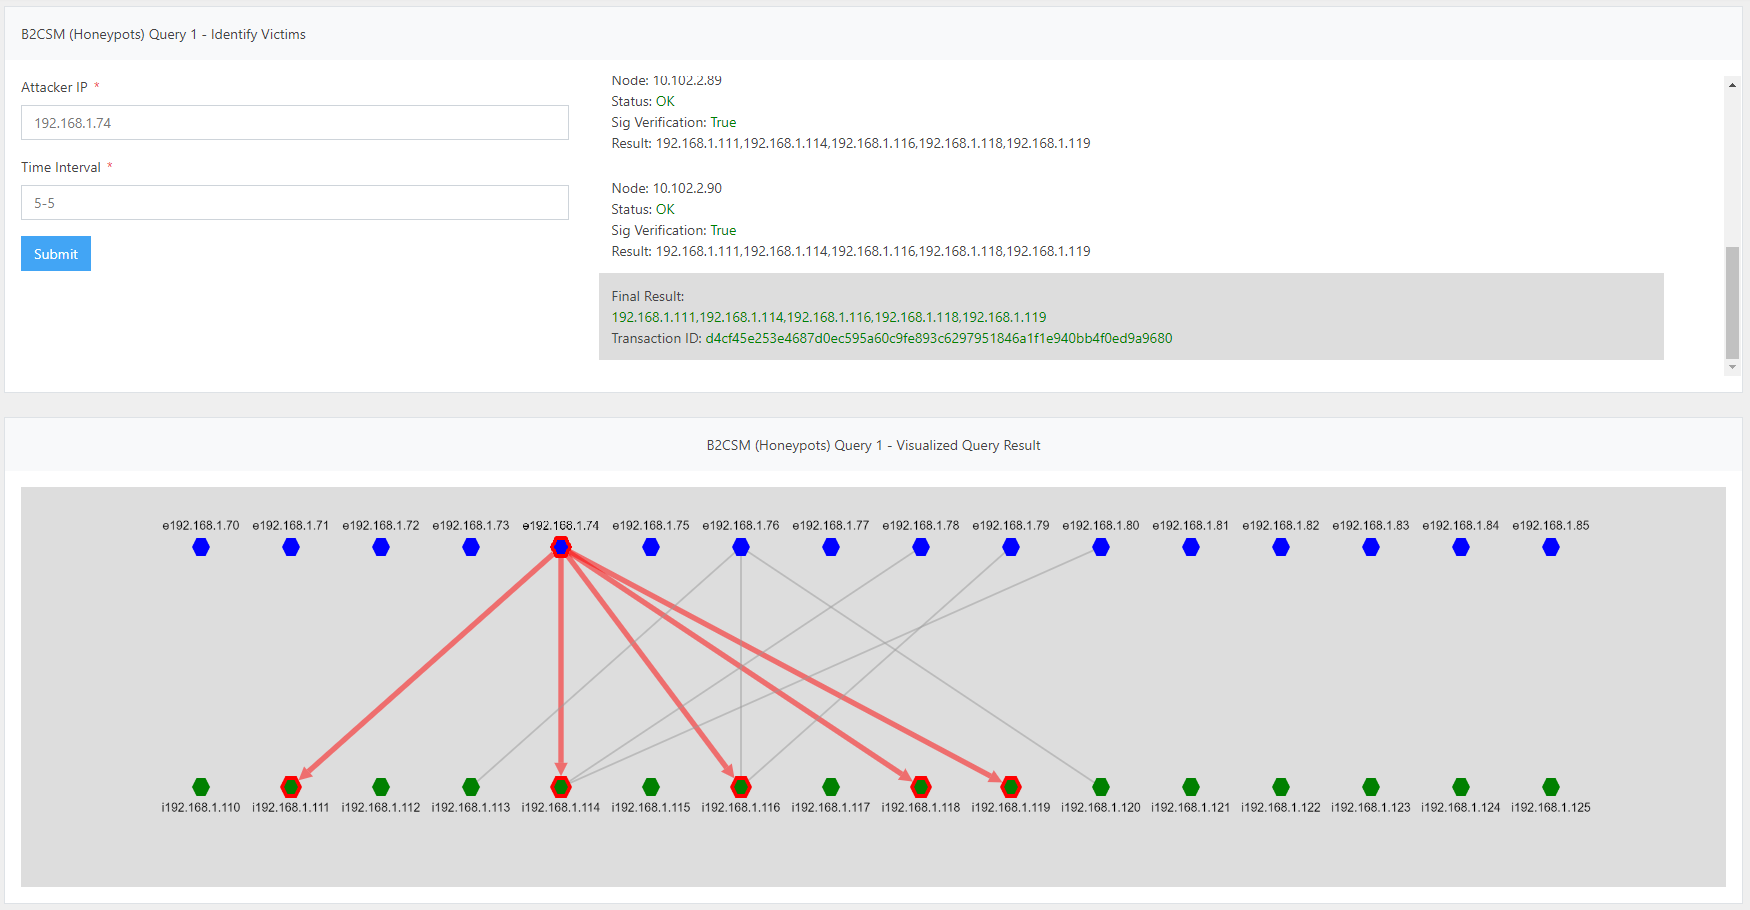 B2CSM (Honeypots) Query 1 - Identify Victims
Attacker IP *
192.168.1.74
Time Interval *
5-5
Submit
Node: 10.102.2.89
Status: OK
Sig Verification: True
Result: 192.168.1.111,192.168.1.114,192.168.1.116,192.168.1.118,192.168.1.119
Node: 10.102.2.90
Status: OK
Sig Verification: True
Result: 192.168.1.111,192.168.1.114,192.168.1.116,192.168.1.118,192.168.1.119
Final Result:
192.168.1.111,192.168.1.114,192.168.1.116,192.168.1.118,192.168.1.119
Transaction ID: d4cf45e253e4687d0ec595a60c9fe893c6297951846a1f1e940bb4f0ed9a9680
B2CSM (Honeypots) Query 1 - Visualized Query Result
e192.168.1.70 e192.168.1.71 e192.168.1.72 e192.168.1.73 e192.168.1.74 e192.168.1.75 e192.168.1.76 e192.168.1.77 e192.168.1.78 e192.168.1.79 e192.168.1.80 e192.168.1.81 e192.168.1.82 e192.168.1.83 e192.168.1.84 e192.168.1.85
i192.168.1.110 i192.168.1.111 i192.168.1.112 i192.168.1.113 i192.168.1.114 i192.168.1.115 i192.168.1.116 i192.168.1.117 i192.168.1.118 i192.168.1.119 i192.168.1.120 i192.168.1.121 i192.168.1.122 i192.168.1.123 i192.168.1.124 i192.168.1.125